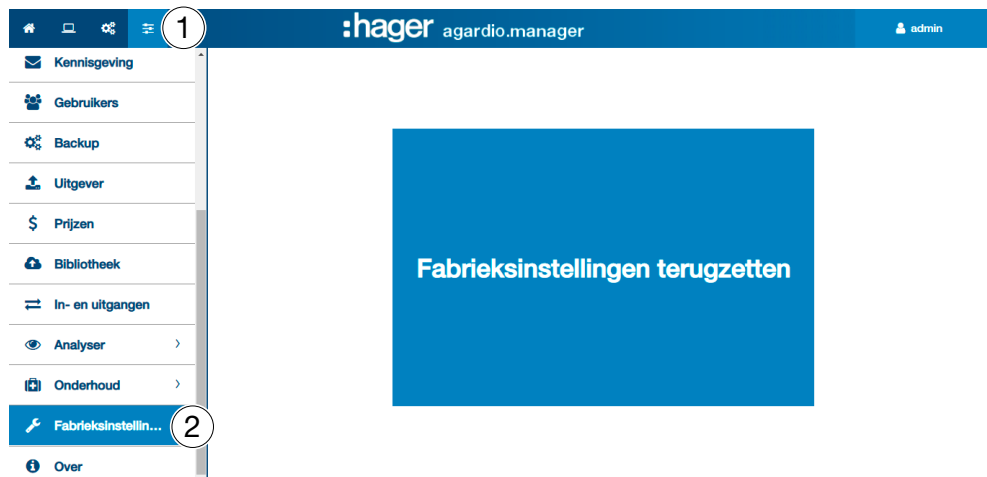 1
:hager agardio.manager
admin
Kennisgeving
Gebruikers
Backup
Uitgever
Prijzen
Bibliotheek
In- en uitgangen
Analyser
Onderhoud
Fabrieksinstellin...
2
Over
Fabrieksinstellingen terugzetten